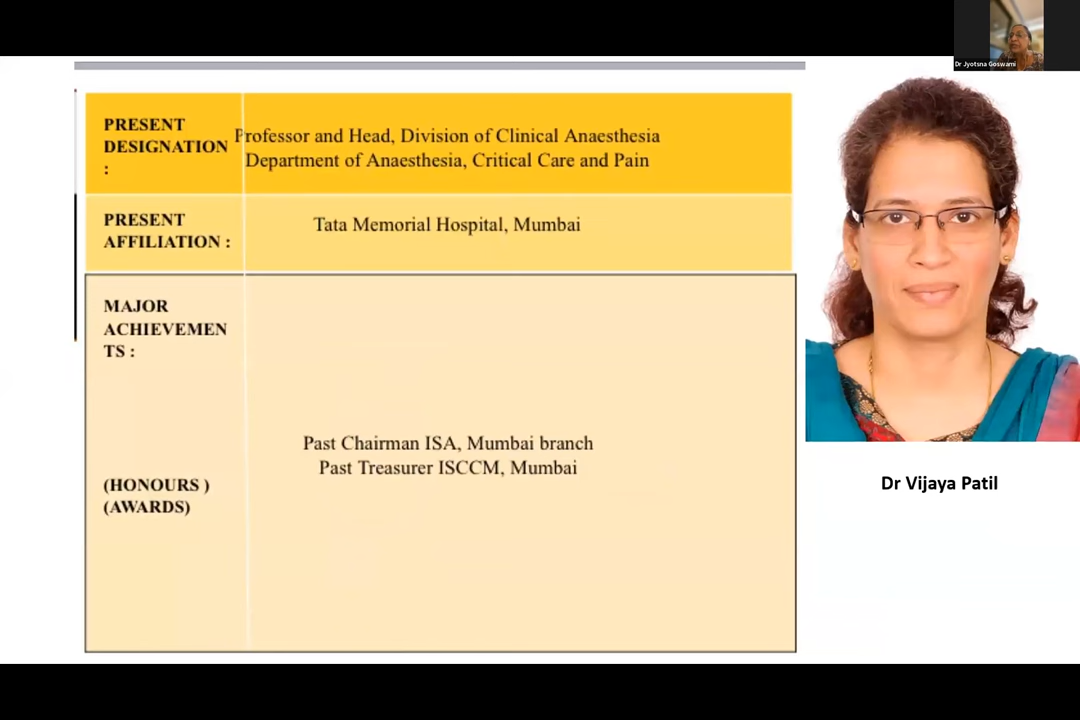 Dr Jyotsna Goswami
PRESENT
DESIGNATION
:
Professor and Head, Division of Clinical Anaesthesia
Department of Anaesthesia, Critical Care and Pain
PRESENT
AFFILIATION :
Tata Memorial Hospital, Mumbai
MAJOR
ACHIEVEMEN
TS :
(HONOURS )
(AWARDS)
Past Chairman ISA, Mumbai branch
Past Treasurer ISCCM, Mumbai
Dr Vijaya Patil